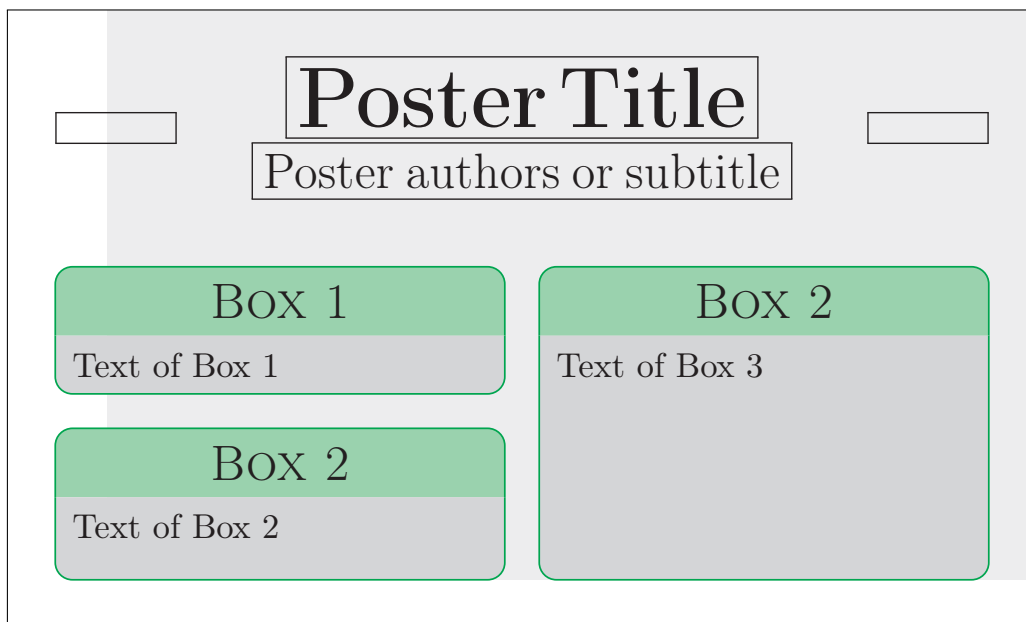 Poster Title
Poster authors or subtitle
Box 1
Text of Box 1
Box 2
Text of Box 2
Box 2
Text of Box 3